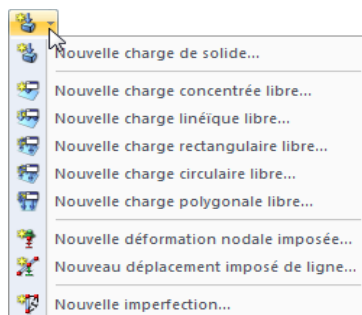 Nouvelle charge de solide...
Nouvelle charge concentrée libre...
Nouvelle charge linéïque libre...
Nouvelle charge rectangulaire libre...
Nouvelle charge circulaire libre...
Nouvelle charge polygonale libre...
Nouvelle déformation nodale imposée...
Nouveau déplacement imposé de ligne...
Nouvelle imperfection...